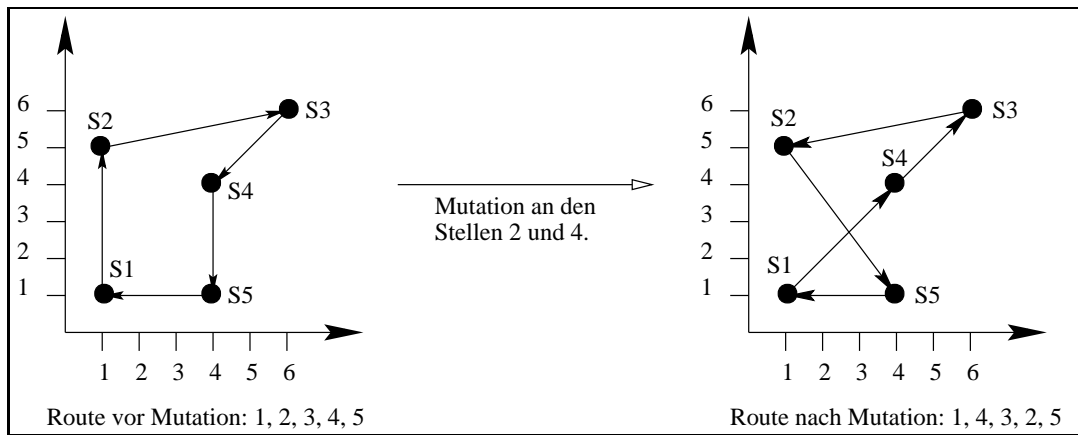 6
5
4
3
2
1
S2
S3
S4
S1
S5
1 2 3 4 5 6
Route vor Mutation: 1, 2, 3, 4, 5
Mutation an den
Stellen 2 und 4.
6
5
4
3
2
1
S2
S3
S4
S1
S5
1 2 3 4 5 6
Route nach Mutation: 1, 4, 3, 2, 5